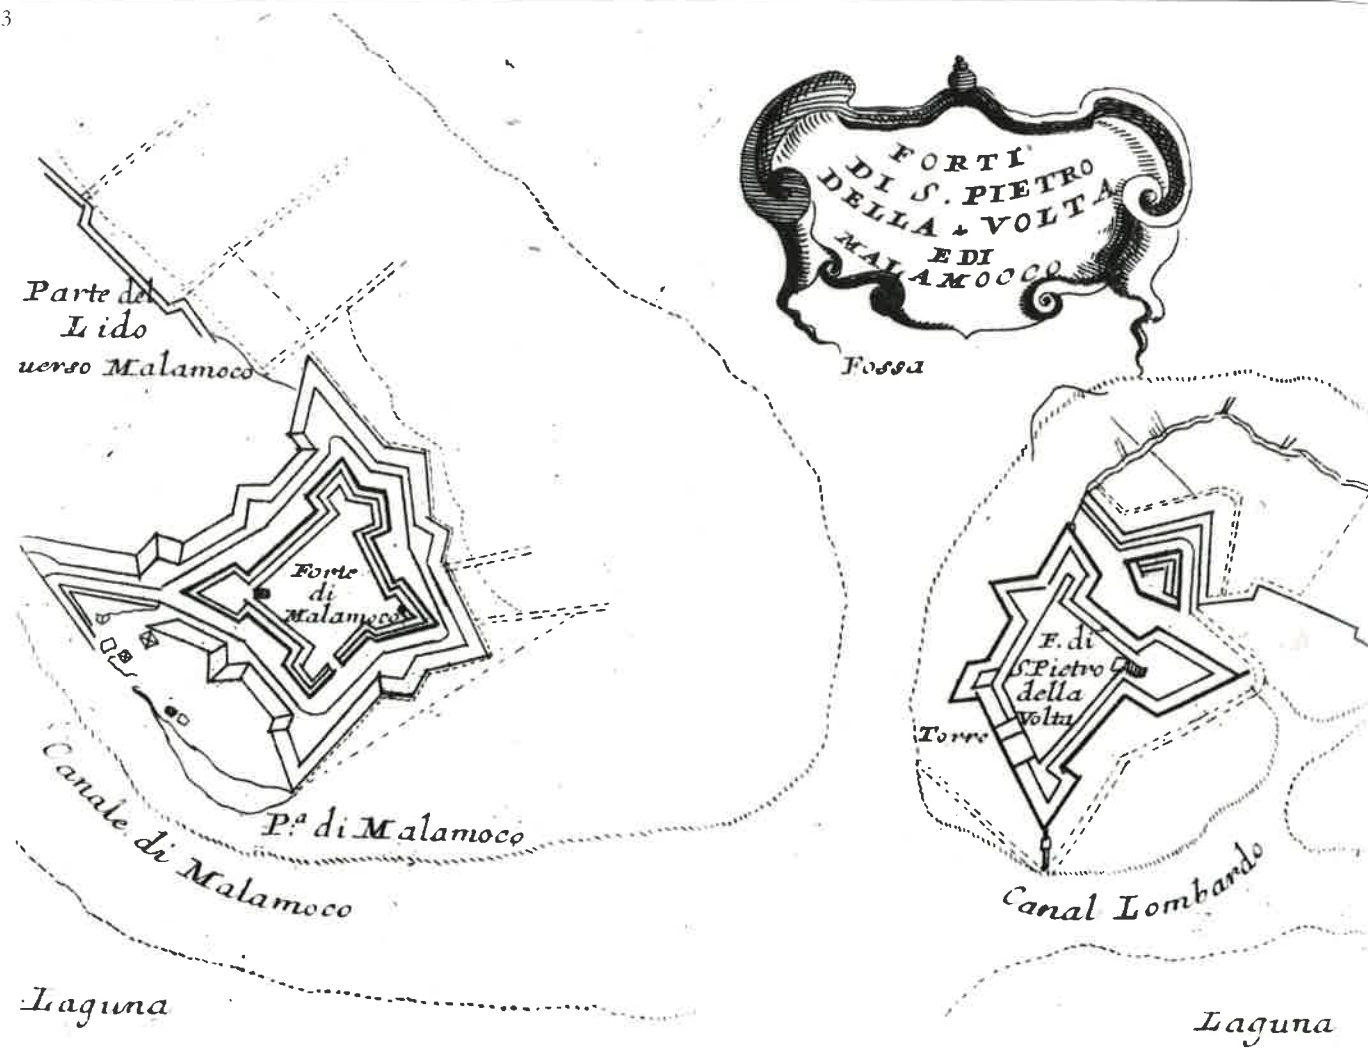 3
FORTI
DI S. PIETRO
DELLA VOLTA
E DI
MALAMOCCO
Fossa
Parte del
Lido
uerso Malamoco
Forte
di
Malamoco
F. di
S. Pietro
della
Volta
Torre
Canale di Malamoco
P.ª di Malamoco
Canal Lombardo
Laguna
Laguna